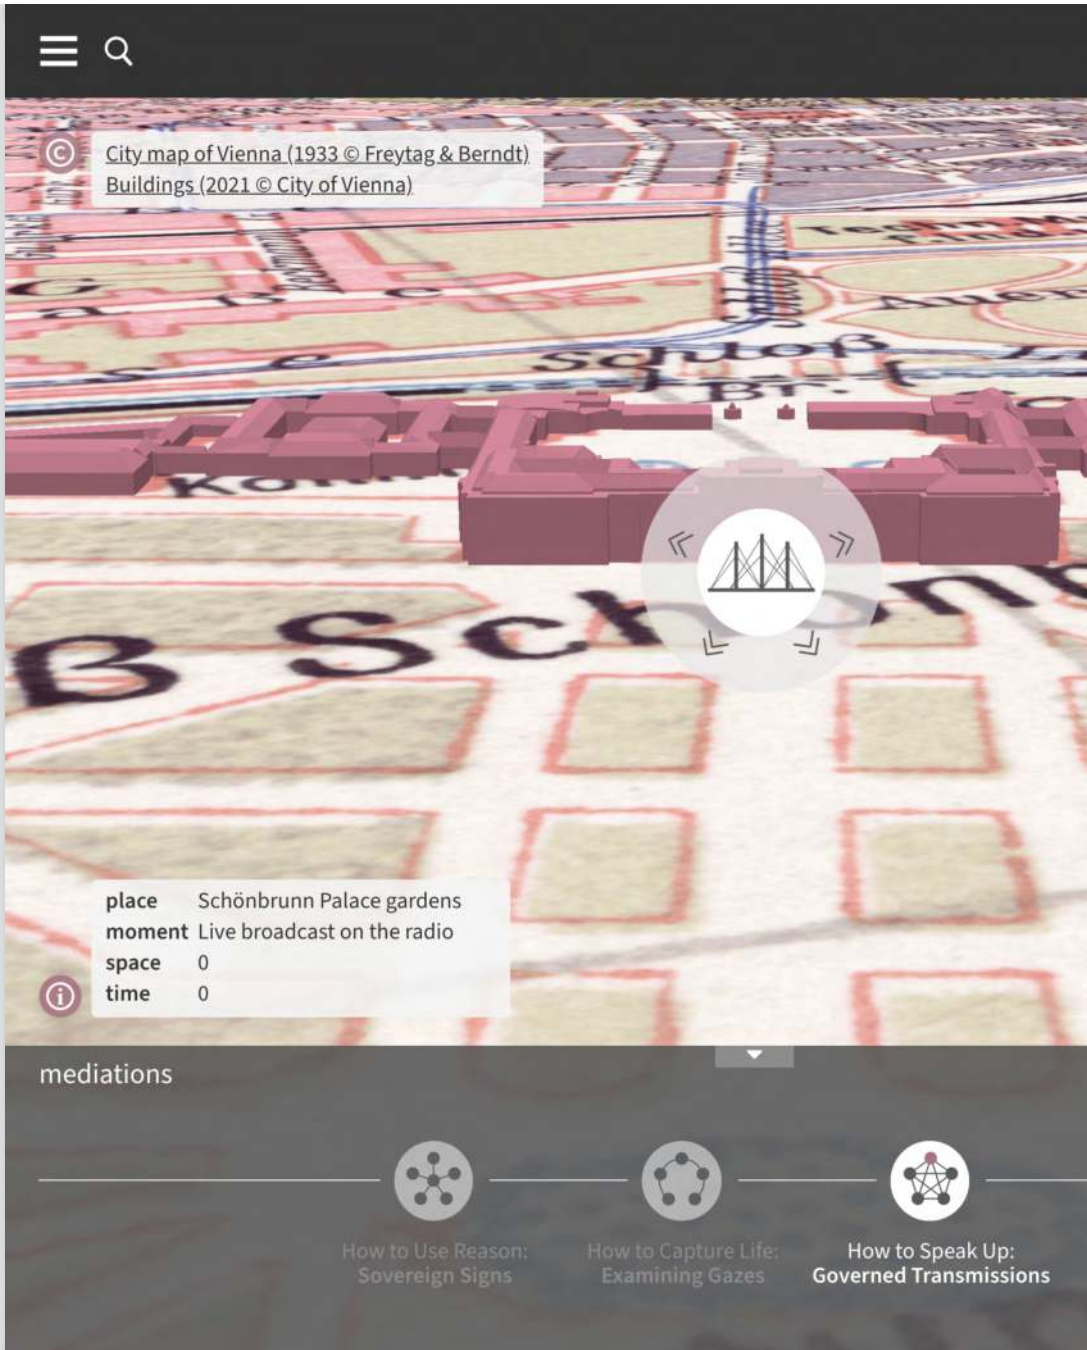 City map of Vienna (1933 © Freytag & Berndt)
Buildings (2021 © City of Vienna)
Schloß
Br.
ß Schönb
place Schönbrunn Palace gardens
moment Live broadcast on the radio
space 0
time 0
mediations
How to Use Reason:
Sovereign Signs
How to Capture Life:
Examining Gazes
How to Speak Up:
Governed Transmissions